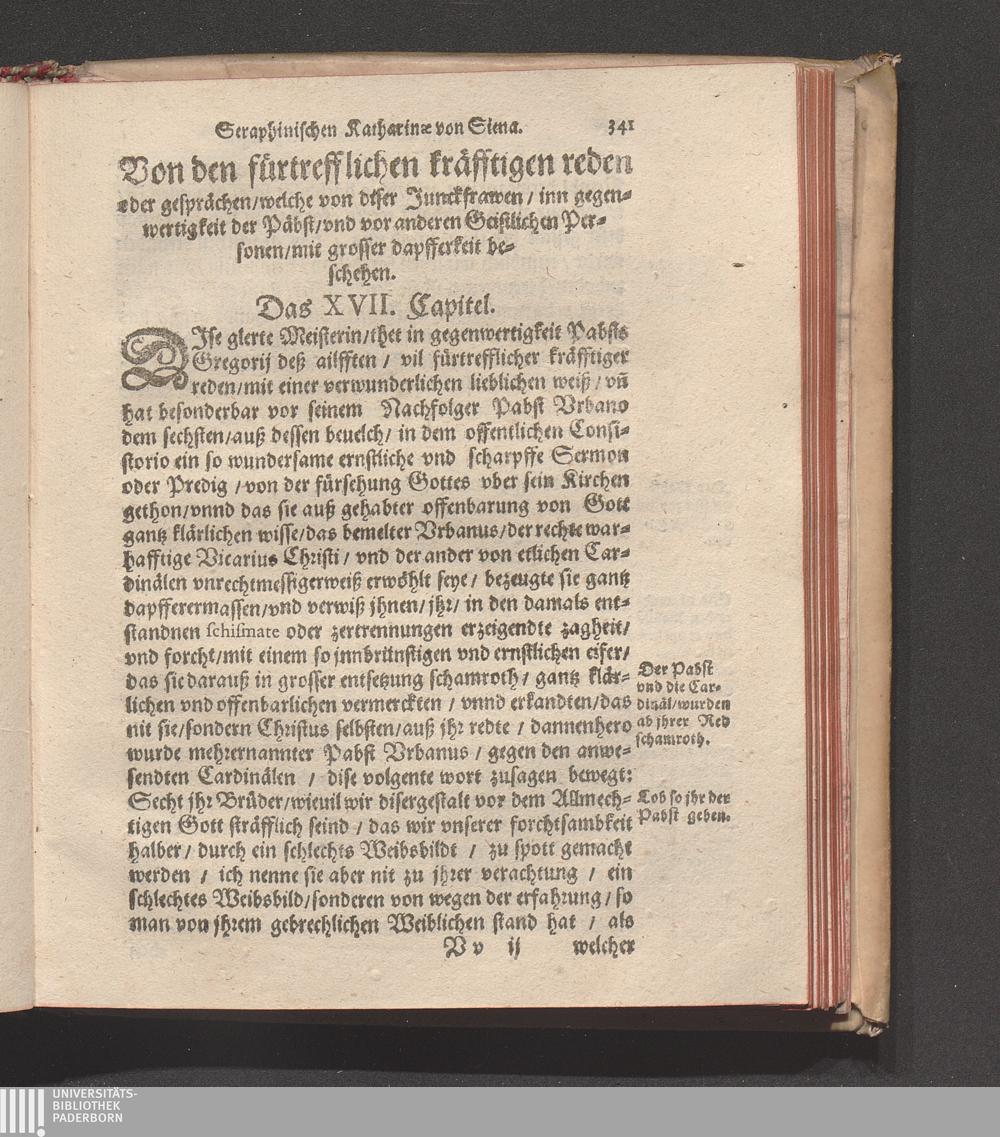 Seraphinischen Katharinæ von Siena. 341
Von den fürtrefflichen kräfftigen reden
oder gesprächen/welche von diser Junckfrawen / inn gegen-
wertigkeit der Päbst/vnd vor anderen Geistlichen Per-
sonen/mit grosser dapfferkeit be-
schehen.
Das XVII. Capitel.
DIse glerte Meisterin/thet in gegenwertigkeit Pabsts
Gregorij deß ailfften / vil fürtrefflicher kräfftiger
reden/mit einer verwunderlichen lieblichen weiß / vñ
hat besonderbar vor seinem Nachfolger Pabst Vrbano
dem sechsten/auß dessen beuelch/ in dem offentlichen Consi-
storio ein so wundersame ernstliche vnd scharpffe Sermon
oder Predig /von der fürsehung Gottes vber sein Kirchen
gethon/vnnd das sie auß gehabter offenbarung von Gott
gantz klärlichen wisse/das bemelter Vrbanus/der rechte war-
hafftige Vicarius Christi / vnd der ander von etlichen Car-
dinälen vnrechtmessigerweiß erwöhlt seye / bezeugte sie gantz
dapfferermassen/vnd verwiß jhnen/ jhr/ in den damals ent-
standnen schismate oder zertrennungen erzeigendte zagheit/
vnd forcht/mit einem so jnnbrünstigen vnd ernstlichen eifer/
das sie darauß in grosser entsetzung schamroth/ gantz klär-
lichen vnd offenbarlichen vermerckten / vnnd erkandten/das
nit sie/sondern Christus selbsten/auß jhr redte / dannenhero
wurde mehrernannter Pabst Vrbanus / gegen den anwe-
sendten Cardinälen / dise volgente wort zusagen bewegt:
Secht jhr Brüder/wieuil wir disergestalt vor dem Allmech-
tigen Gott sträfflich seind / das wir vnserer forchtsambkeit
halber / durch ein schlechts Weibsbildt / zu spott gemacht
werden / ich nenne sie aber nit zu jhrer verachtung / ein
schlechtes Weibsbild/sonderen von wegen der erfahrung/ so
man von jhrem gebrechlichen Weiblichen stand hat / als
V v ij welcher
Der Pabst
vnd die Car-
dinäl/wurden
ab jhrer Red
schamroth.
Lob so jhr der
Pabst geben.
UNIVERSITÄTS-
BIBLIOTHEK
PADERBORN